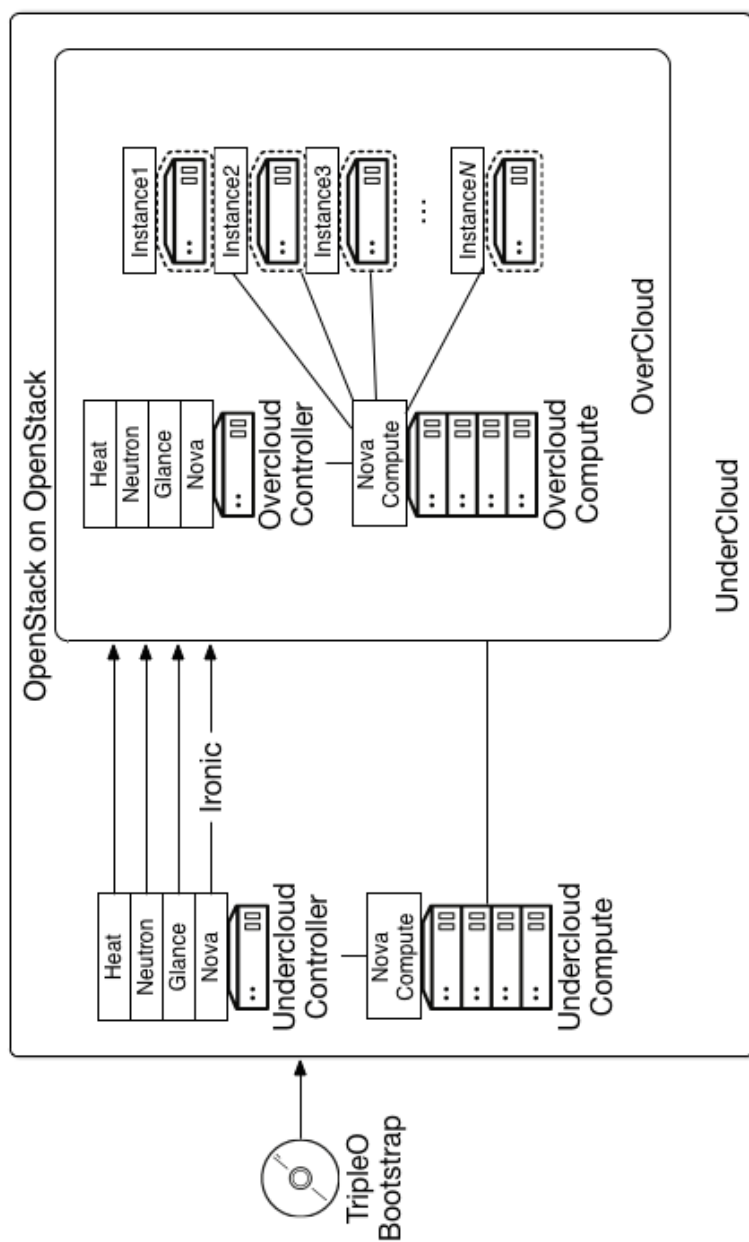 OpenStack on OpenStack
TripleO
Bootstrap
Heat
Neutron
Glance
Nova
Undercloud
Controller
Ironic
Nova
Compute
Undercloud
Compute
Heat
Neutron
Glance
Nova
Overcloud
Controller
Nova
Compute
Overcloud
Compute
Instance1
Instance2
Instance3
...
InstanceN
OverCloud
UnderCloud